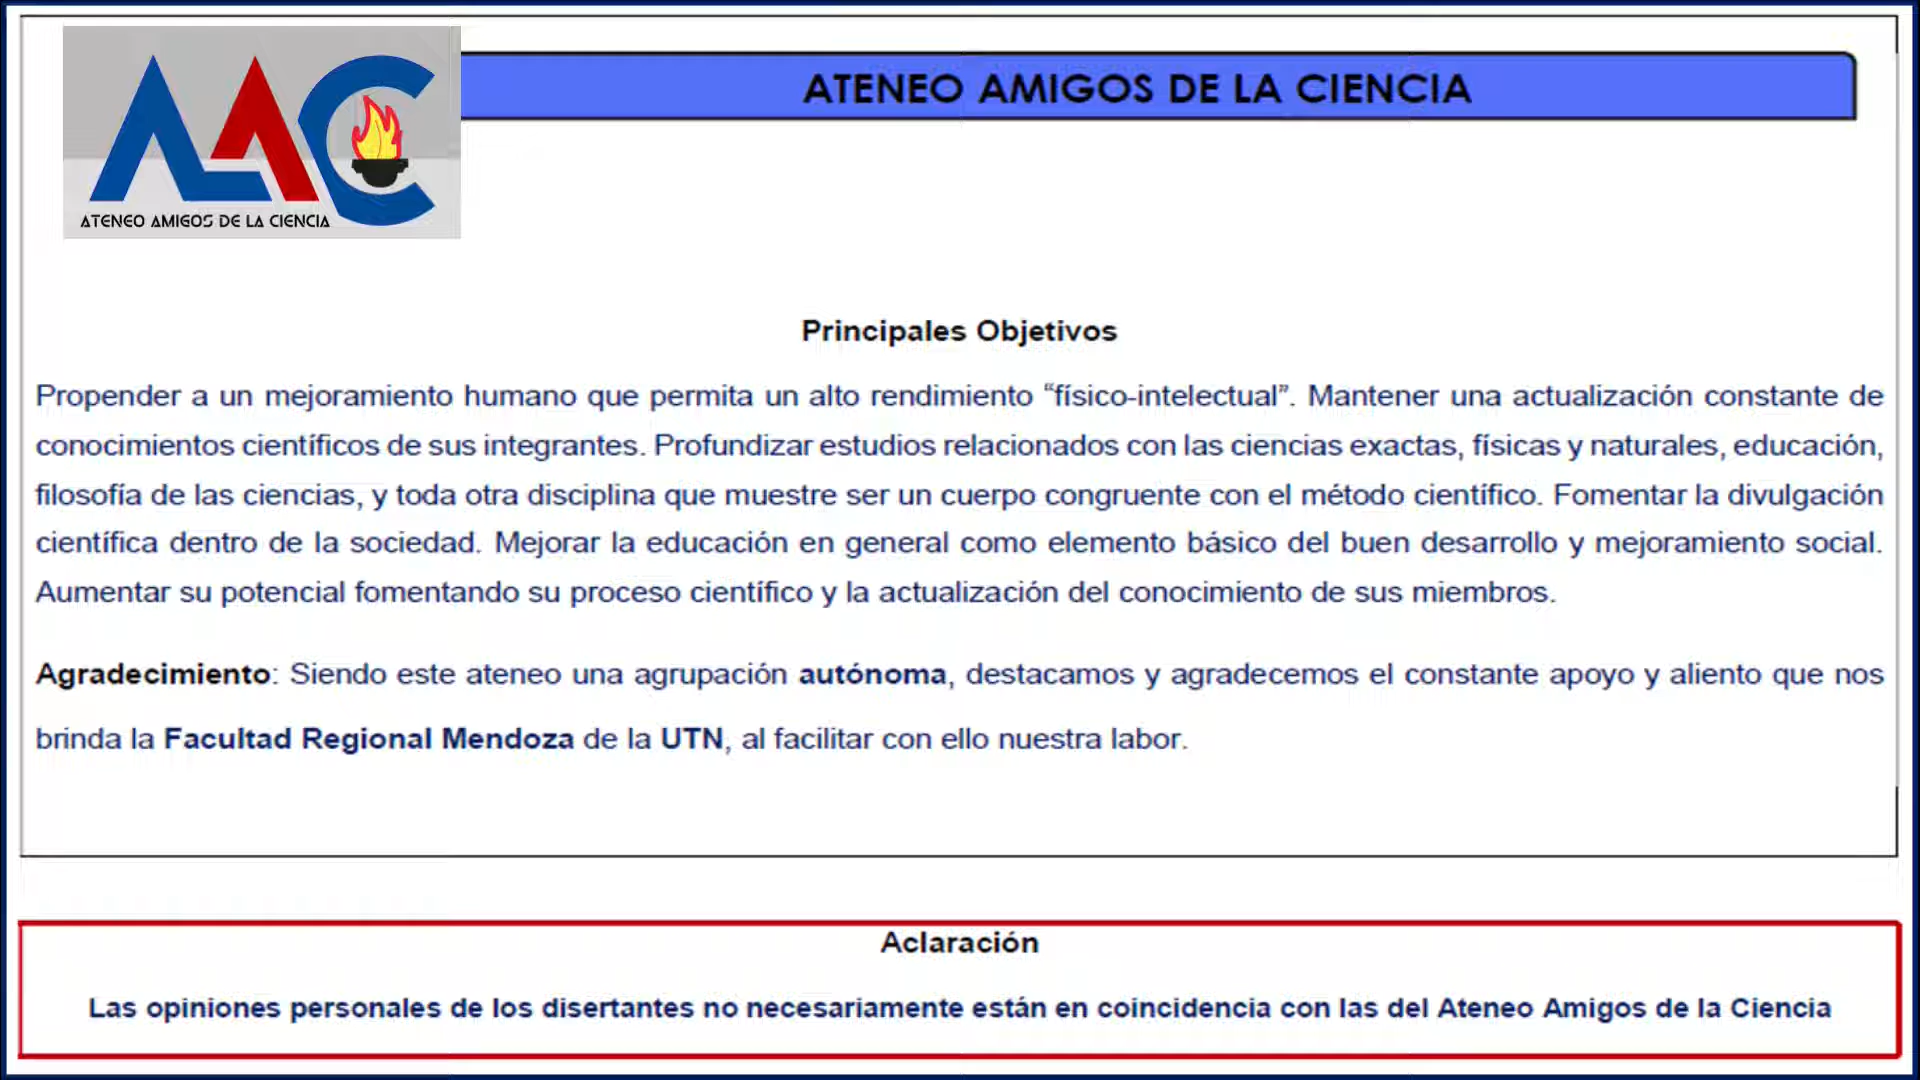 AAC
ATENEO AMIGOS DE LA CIENCIA
ATENEO AMIGOS DE LA CIENCIA
Principales Objetivos
Propender a un mejoramiento humano que permita un alto rendimiento “físico-intelectual”. Mantener una actualización constante de
conocimientos científicos de sus integrantes. Profundizar estudios relacionados con las ciencias exactas, físicas y naturales, educación,
filosofía de las ciencias, y toda otra disciplina que muestre ser un cuerpo congruente con el método científico. Fomentar la divulgación
científica dentro de la sociedad. Mejorar la educación en general como elemento básico del buen desarrollo y mejoramiento social.
Aumentar su potencial fomentando su proceso científico y la actualización del conocimiento de sus miembros.
Agradecimiento: Siendo este ateneo una agrupación autónoma, destacamos y agradecemos el constante apoyo y aliento que nos
brinda la Facultad Regional Mendoza de la UTN, al facilitar con ello nuestra labor.
Aclaración
Las opiniones personales de los disertantes no necesariamente están en coincidencia con las del Ateneo Amigos de la Ciencia